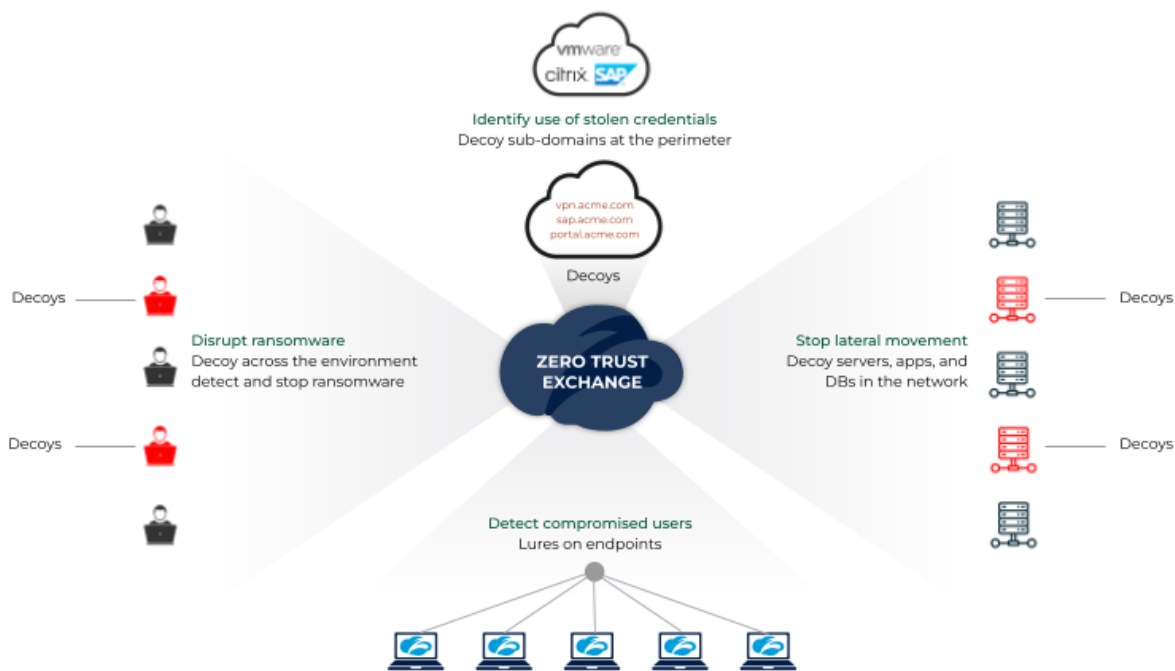 vmware
citrix SAP
Identify use of stolen credentials
Decoy sub-domains at the perimeter
vpn.acme.com
sap.acme.com
portal.acme.com
Decoys
Decoys
Disrupt ransomware
Decoy across the environment
detect and stop ransomware
Decoys
ZERO TRUST
EXCHANGE
Stop lateral movement
Decoy servers, apps, and
DBs in the network
Decoys
Decoys
Detect compromised users
Lures on endpoints